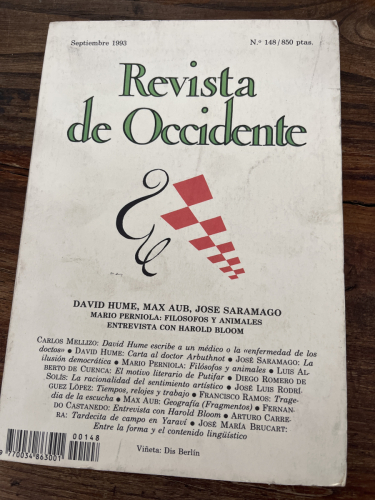 Septiembre 1993 N.º 148/850 ptas.
Revista
de Occidente
DAVID HUME, MAX AUB, JOSE SARAMAGO
MARIO PERNIOLA: FILOSOFOS Y ANIMALES
ENTREVISTA CON HAROLD BLOOM
CARLOS MELLIZO: David Hume escribe a un médico o la «enfermedad de los
doctos» ● DAVID HUME: Carta al doctor Arbuthnot ● JOSÉ SARAMAGO: La
ilusión democrática ● MARIO PERNIOLA: Filósofos y animales ● LUIS AL-
BERTO DE CUENCA: El motivo literario de Putifar ● DIEGO ROMERO DE
SOLÍS: La racionalidad del sentimiento artístico ● JOSÉ LUIS RODRÍ-
GUEZ LÓPEZ: Tiempos, relojes y trabajo ● FRANCISCO RAMOS: Trage-
dia de la escucha ● MAX AUB: Geografía (Fragmentos) ● FERNAN-
DO CASTANEDO: Entrevista con Harold Bloom ● ARTURO CARRE-
RA: Tardecita de campo en Yaraví ● JOSÉ MARÍA BRUCART:
Entre la forma y el contenido lingüístico
00148
9 770034 863001
Viñeta: Dis Berlin